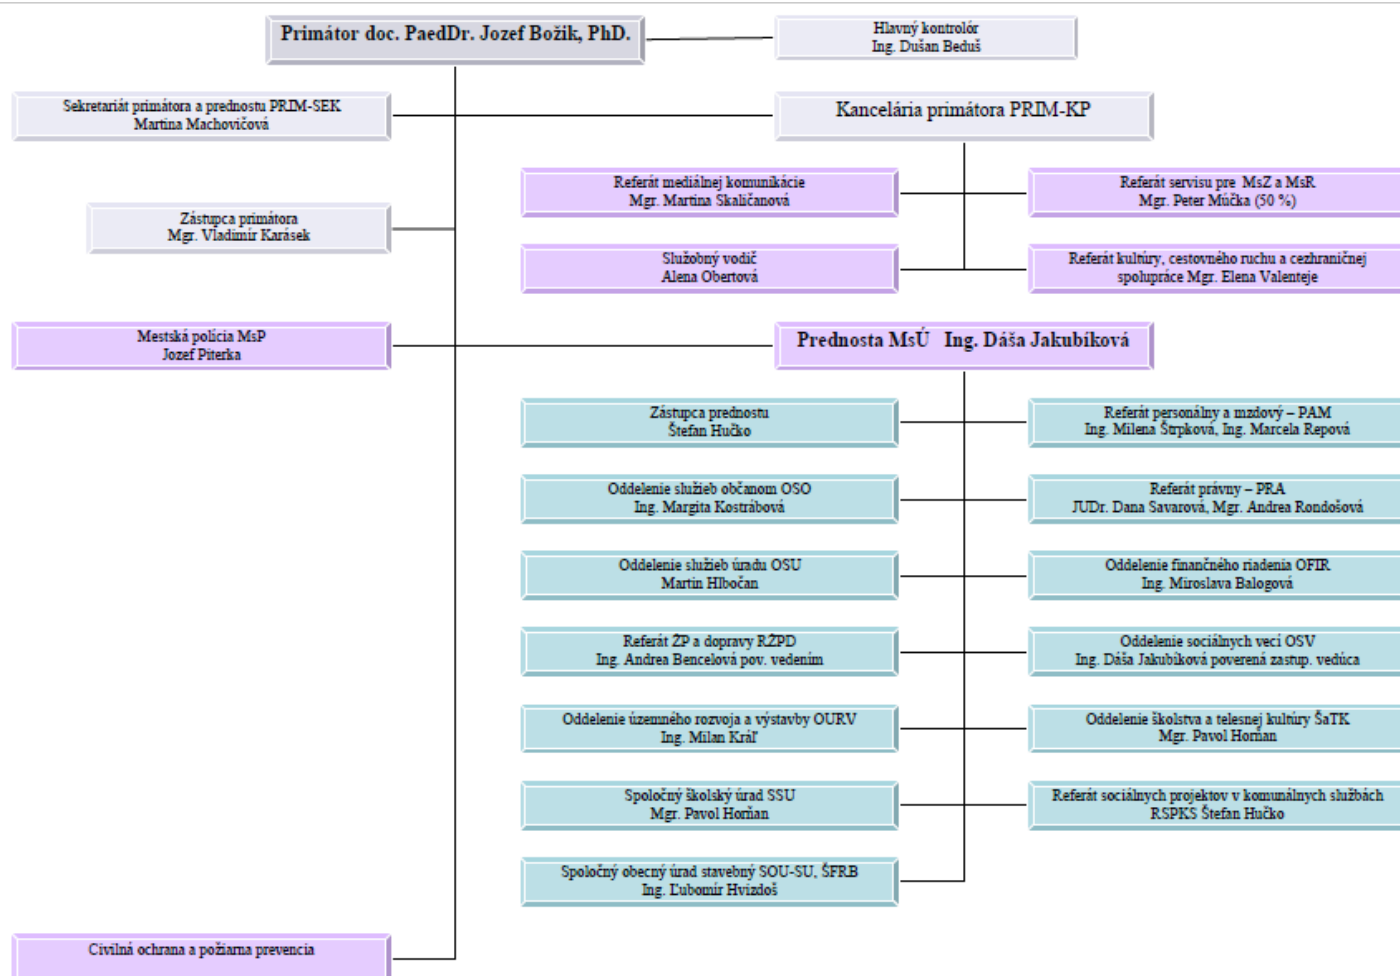 Primátor doc. PaedDr. Jozef Božik, PhD.
Hlavný kontrolór
Ing. Dušan Beduš
Sekretariát primátora a prednostu PRIM-SEK
Martina Machovičová
Kancelária primátora PRIM-KP
Referát mediálnej komunikácie
Mgr. Martina Skaličanová
Referát servisu pre MsZ a MsR
Mgr. Peter Múčka (50 %)
Zástupca primátora
Mgr. Vladimír Karásek
Služobný vodič
Alena Obertová
Referát kultúry, cestovného ruchu a cezhraničnej
spolupráce Mgr. Elena Valenteje
Mestská polícia MsP
Jozef Piterka
Prednosta MsÚ Ing. Dáša Jakubíková
Zástupca prednostu
Štefan Hučko
Referát personálny a mzdový – PAM
Ing. Milena Štrpková, Ing. Marcela Repová
Oddelenie služieb občanom OSO
Ing. Margita Kostrábová
Referát právny – PRA
JUDr. Dana Savarová, Mgr. Andrea Rondošová
Oddelenie služieb úradu OSU
Martin Hlbočan
Oddelenie finančného riadenia OFIR
Ing. Miroslava Balogová
Referát ŽP a dopravy RŽPD
Ing. Andrea Bencelová pov. vedením
Oddelenie sociálnych vecí OSV
Ing. Dáša Jakubíková poverená zastup. vedúca
Oddelenie územného rozvoja a výstavby OURV
Ing. Milan Kráľ
Oddelenie školstva a telesnej kultúry ŠaTK
Mgr. Pavol Horňan
Spoločný školský úrad SSU
Mgr. Pavol Horňan
Referát sociálnych projektov v komunálnych službách
RSPKS Štefan Hučko
Spoločný obecný úrad stavebný SOU-SU, ŠFRB
Ing. Ľubomír Hvizdoš
Civilná ochrana a požiarna prevencia